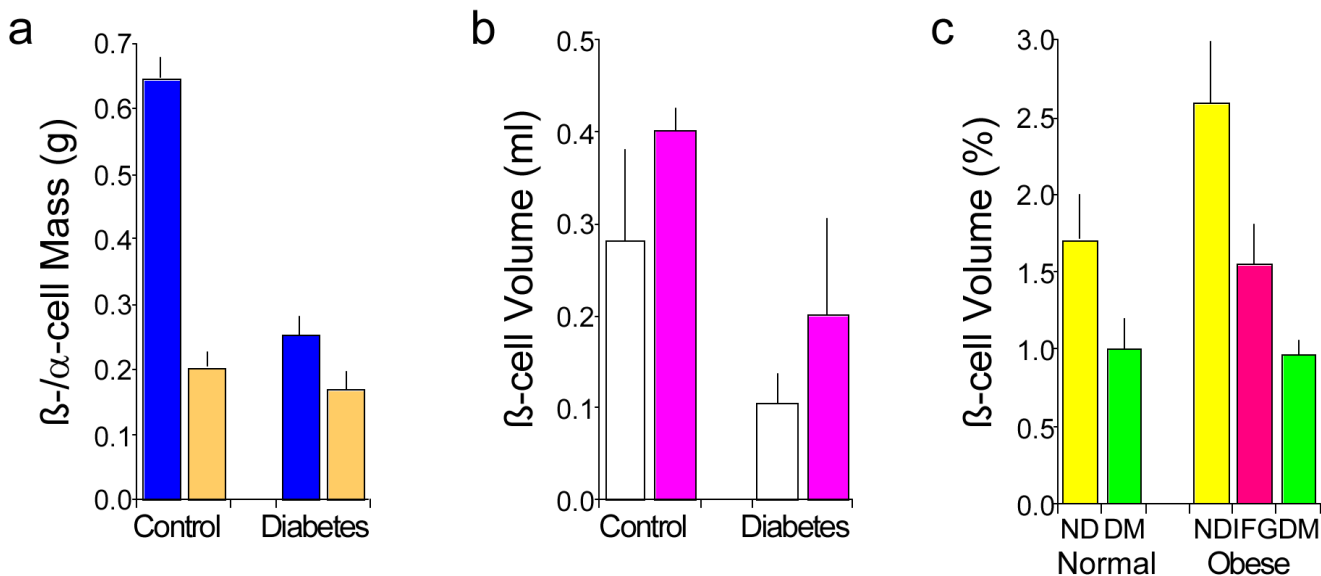 a
ß-/α-cell Mass (g)
0.7
0.6
0.5
0.4
0.3
0.2
0.1
0.0
Control Diabetes
b
ß-cell Volume (ml)
0.5
0.4
0.3
0.2
0.1
0.0
Control Diabetes
c
ß-cell Volume (%)
3.0
2.5
2.0
1.5
1.0
0.5
0.0
ND DM ND IFG DM
Normal Obese